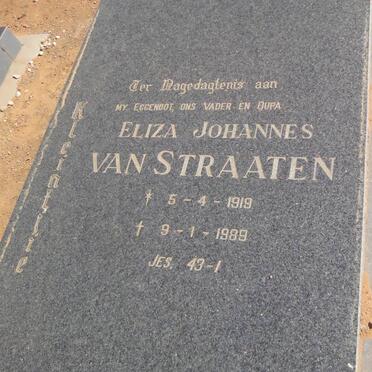 Ter Nagedagtenis aan
MY EGGENOOT, ONS VADER EN OUPA
ELIZA JOHANNES
VAN STRAATEN
† 5-4-1919
† 9-1-1989
JES. 43-1